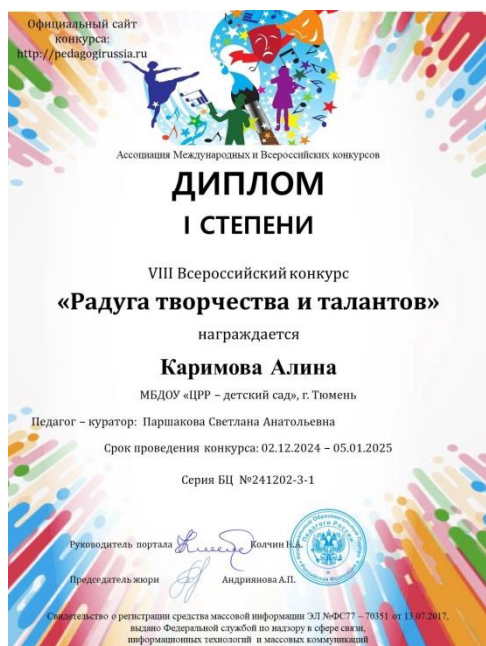 Официальный сайт
конкурса:
http://pedagogirussia.ru
Ассоциация Международных и Всероссийских конкурсов
ДИПЛОМ
I СТЕПЕНИ
VIII Всероссийский конкурс
«Радуга творчества и талантов»
награждается
Каримова Алина
МБДОУ «ЦРР – детский сад», г. Тюмень
Педагог – куратор: Паршакова Светлана Анатольевна
Срок проведения конкурса: 02.12.2024 – 05.01.2025
Серия БЦ №241202-3-1
Руководитель портала Колчин Н.А.
Педагоги России
Председатель жюри Андриянова А.П.
Свидетельство о регистрации средства массовой информации ЭЛ №ФС77 – 70351 от 13.07.2017,
выдано Федеральной службой по надзору в сфере связи,
информационных технологий и массовых коммуникаций